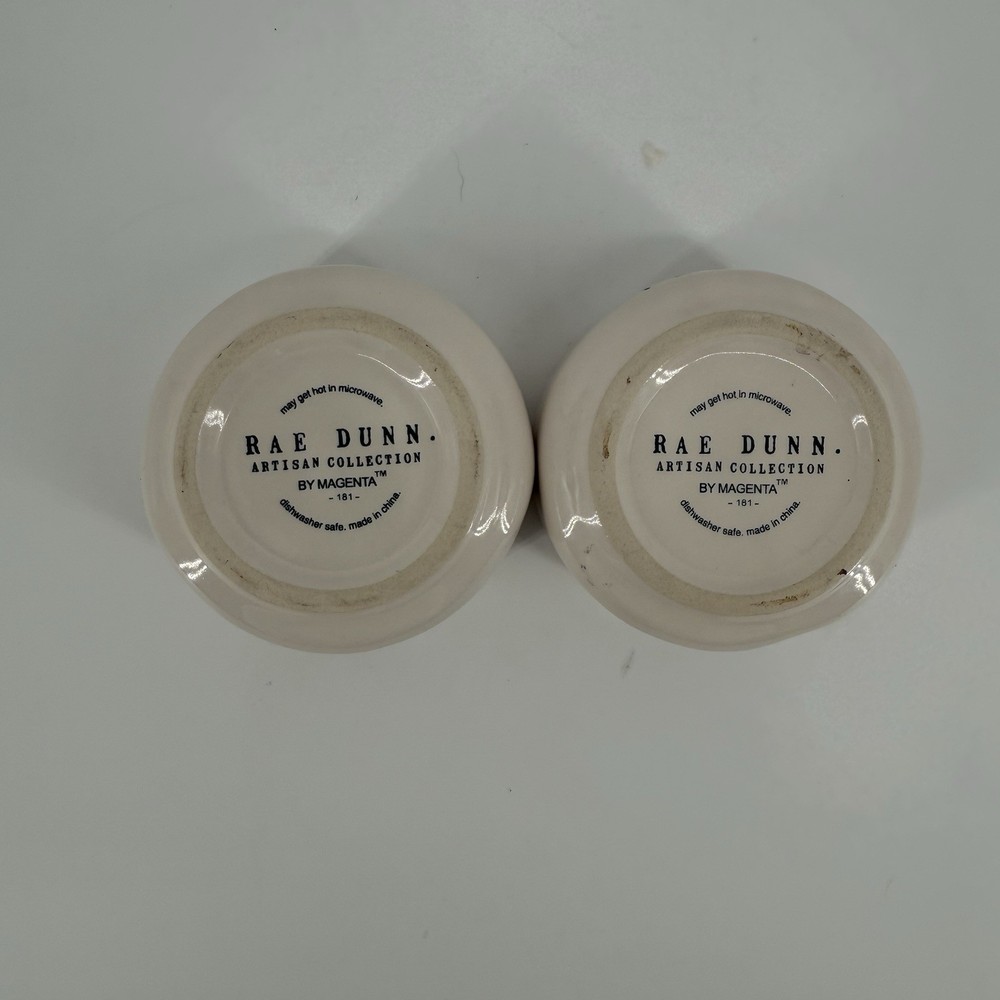 may get hot in microwave.
RAE DUNN.
ARTISAN COLLECTION
BY MAGENTA™
- 181 -
dishwasher safe. made in china.
may get hot in microwave.
RAE DUNN.
ARTISAN COLLECTION
BY MAGENTA™
- 181 -
dishwasher safe. made in china.